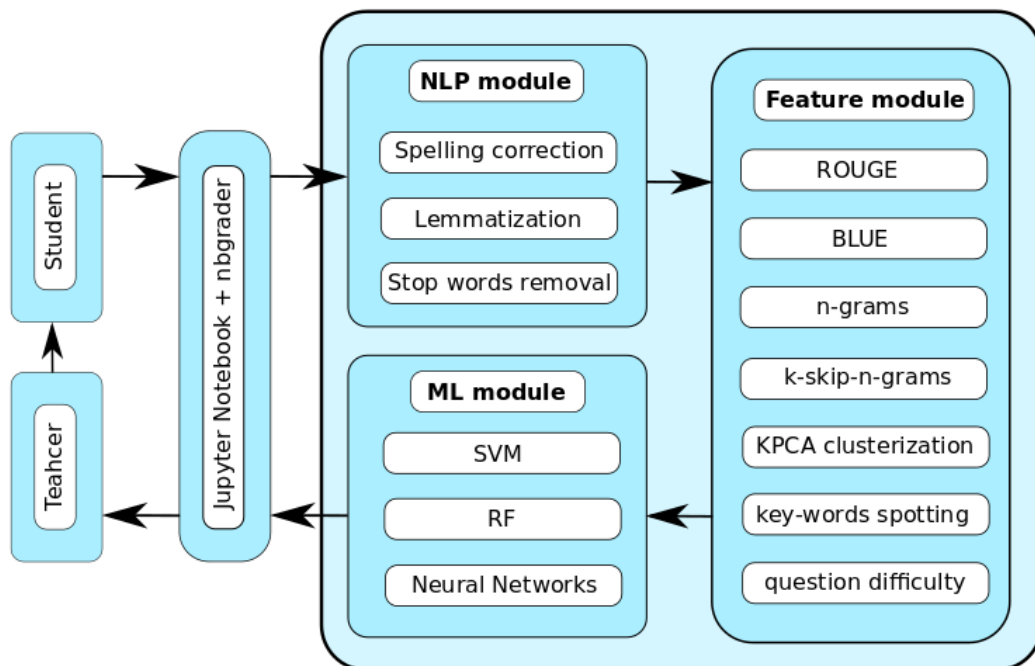 Student
Teahcer
Jupyter Notebook + nbgrader
NLP module
Spelling correction
Lemmatization
Stop words removal
ML module
SVM
RF
Neural Networks
Feature module
ROUGE
BLUE
n-grams
k-skip-n-grams
KPCA clusterization
key-words spotting
question difficulty